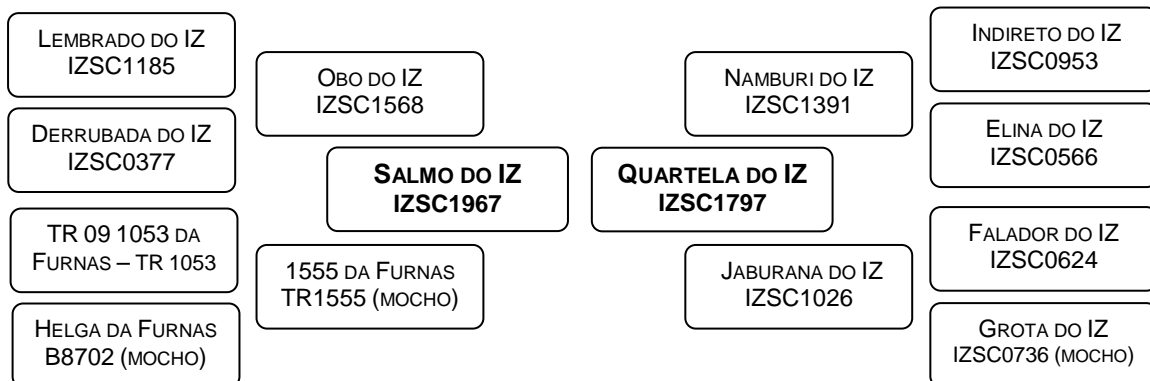 LEMBRADO DO IZ
IZSC1185
DERRUBADA DO IZ
IZSC0377
TR 09 1053 DA
FURNAS – TR 1053
HELGA DA FURNAS
B8702 (MOCHO)
OBO DO IZ
IZSC1568
1555 DA FURNAS
TR1555 (MOCHO)
SALMO DO IZ
IZSC1967
QUARTELA DO IZ
IZSC1797
NAMBURI DO IZ
IZSC1391
JABURANA DO IZ
IZSC1026
INDIRETO DO IZ
IZSC0953
ELINA DO IZ
IZSC0566
FALADOR DO IZ
IZSC0624
GROTA DO IZ
IZSC0736 (MOCHO)